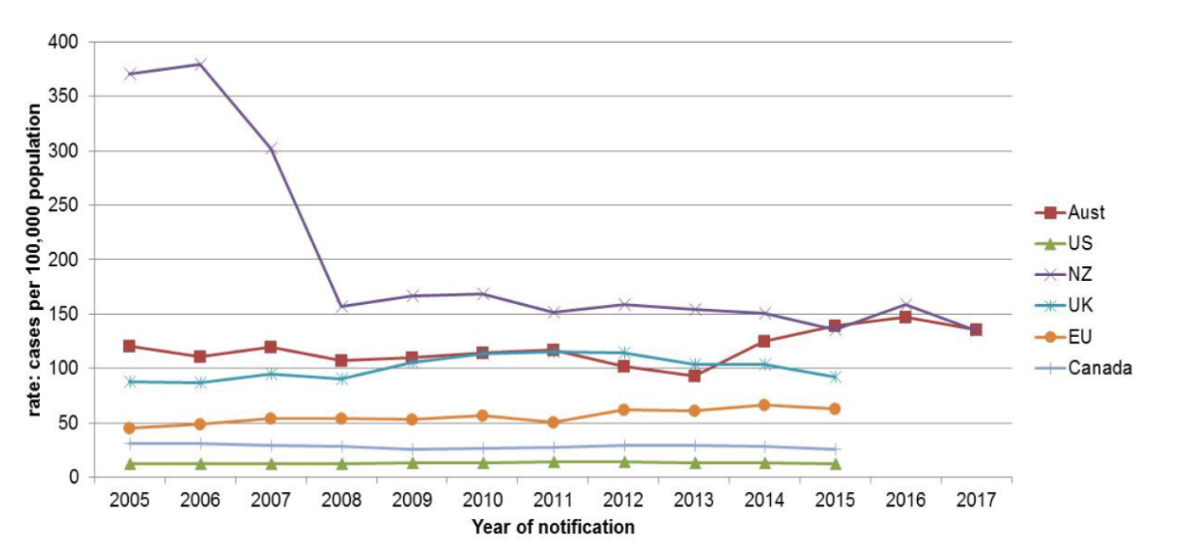 400
350
300
250
200
150
100
50
0
rate: cases per 100,000 population
2005 2006 2007 2008 2009 2010 2011 2012 2013 2014 2015 2016 2017
Year of notification
Aust
US
NZ
UK
EU
Canada